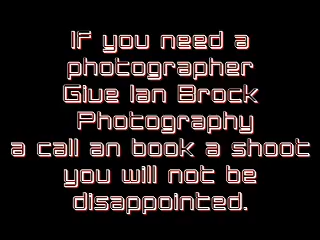 If you need a
photographer
Give Ian Brock
Photography
a call an book a shoot
you will not be
disappointed.